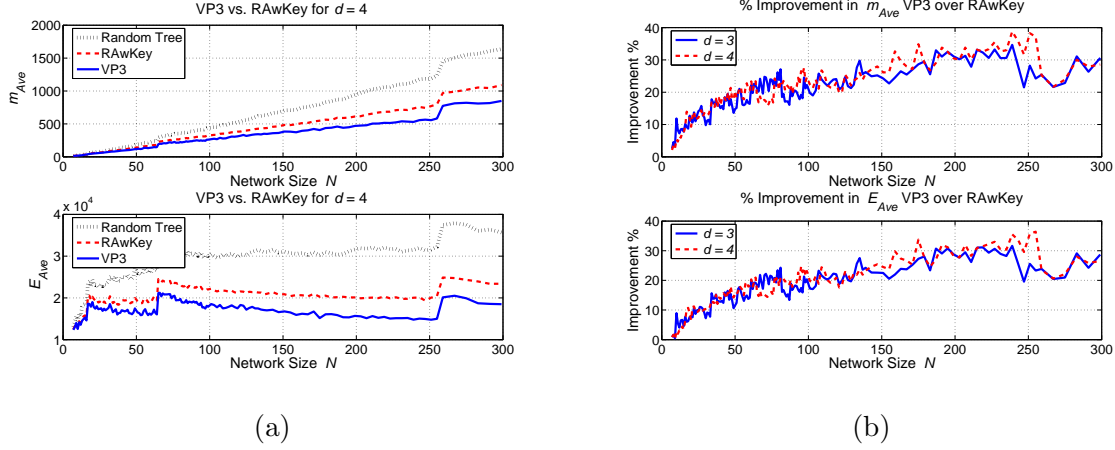 VP3 vs. RAwKey for d = 4
2000
1500
1000
500
0
m_Ave
Random Tree
RAwKey
VP3
0 50 100 150 200 250 300
Network Size N
VP3 vs. RAwKey for d = 4
x 10^4
4
3
2
1
E_Ave
Random Tree
RAwKey
VP3
0 50 100 150 200 250 300
Network Size N
(a)
% Improvement in m_Ave VP3 over RAwKey
40
30
20
10
0
Improvement %
d = 3
d = 4
0 50 100 150 200 250 300
Network Size N
% Improvement in E_Ave VP3 over RAwKey
40
30
20
10
0
Improvement %
d = 3
d = 4
0 50 100 150 200 250 300
Network Size N
(b)